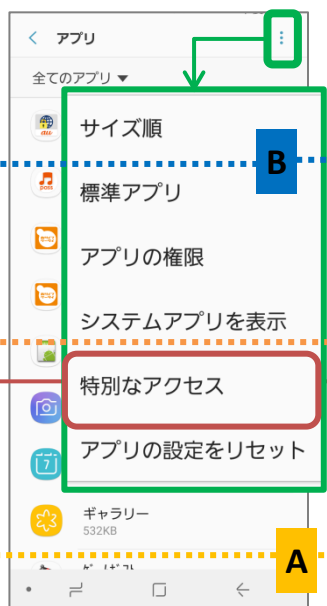 アプリ
全てのアプリ ▼
サイズ順
B
標準アプリ
アプリの権限
システムアプリを表示
特別なアクセス
アプリの設定をリセット
ギャラリー
532KB
A